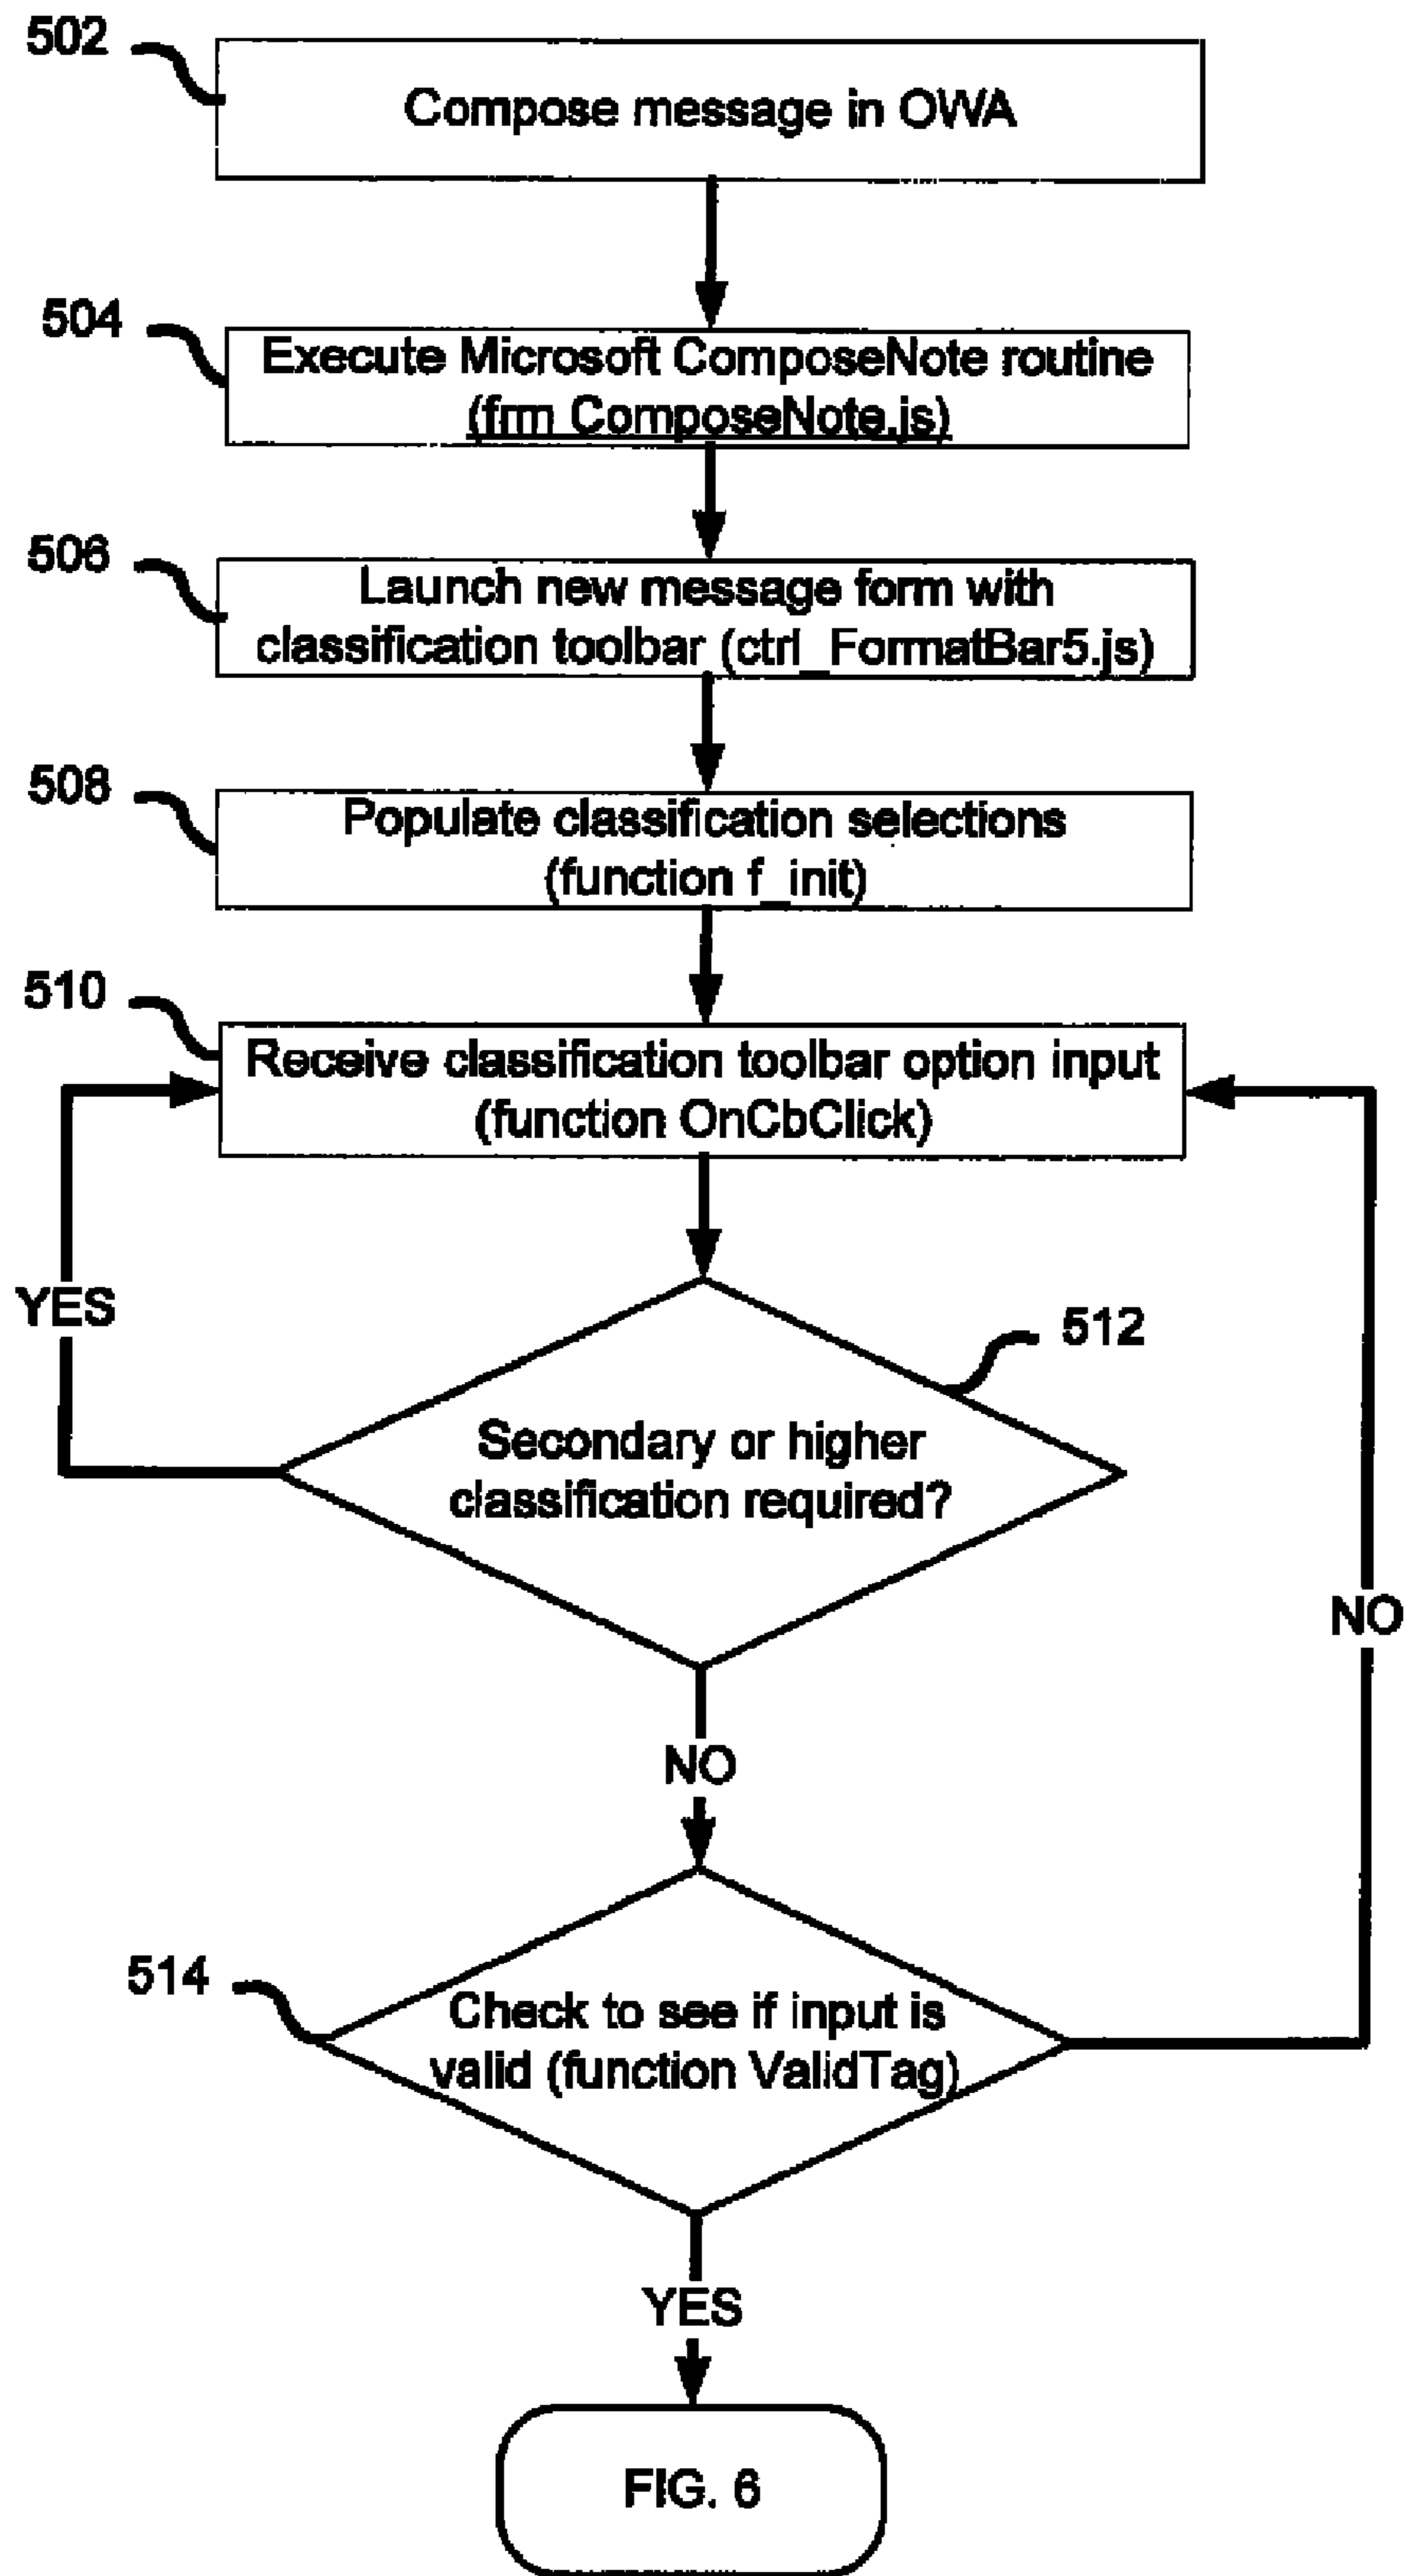 502
Compose message in OWA
504
Execute Microsoft ComposeNote routine
(frm ComposeNote.js)
506
Launch new message form with
classification toolbar (ctrl_FormatBar5.js)
508
Populate classification selections
(function f_init)
510
Receive classification toolbar option input
(function OnCbClick)
YES
512
Secondary or higher
classification required?
NO
NO
514
Check to see if input is
valid (function ValidTag)
YES
FIG. 6